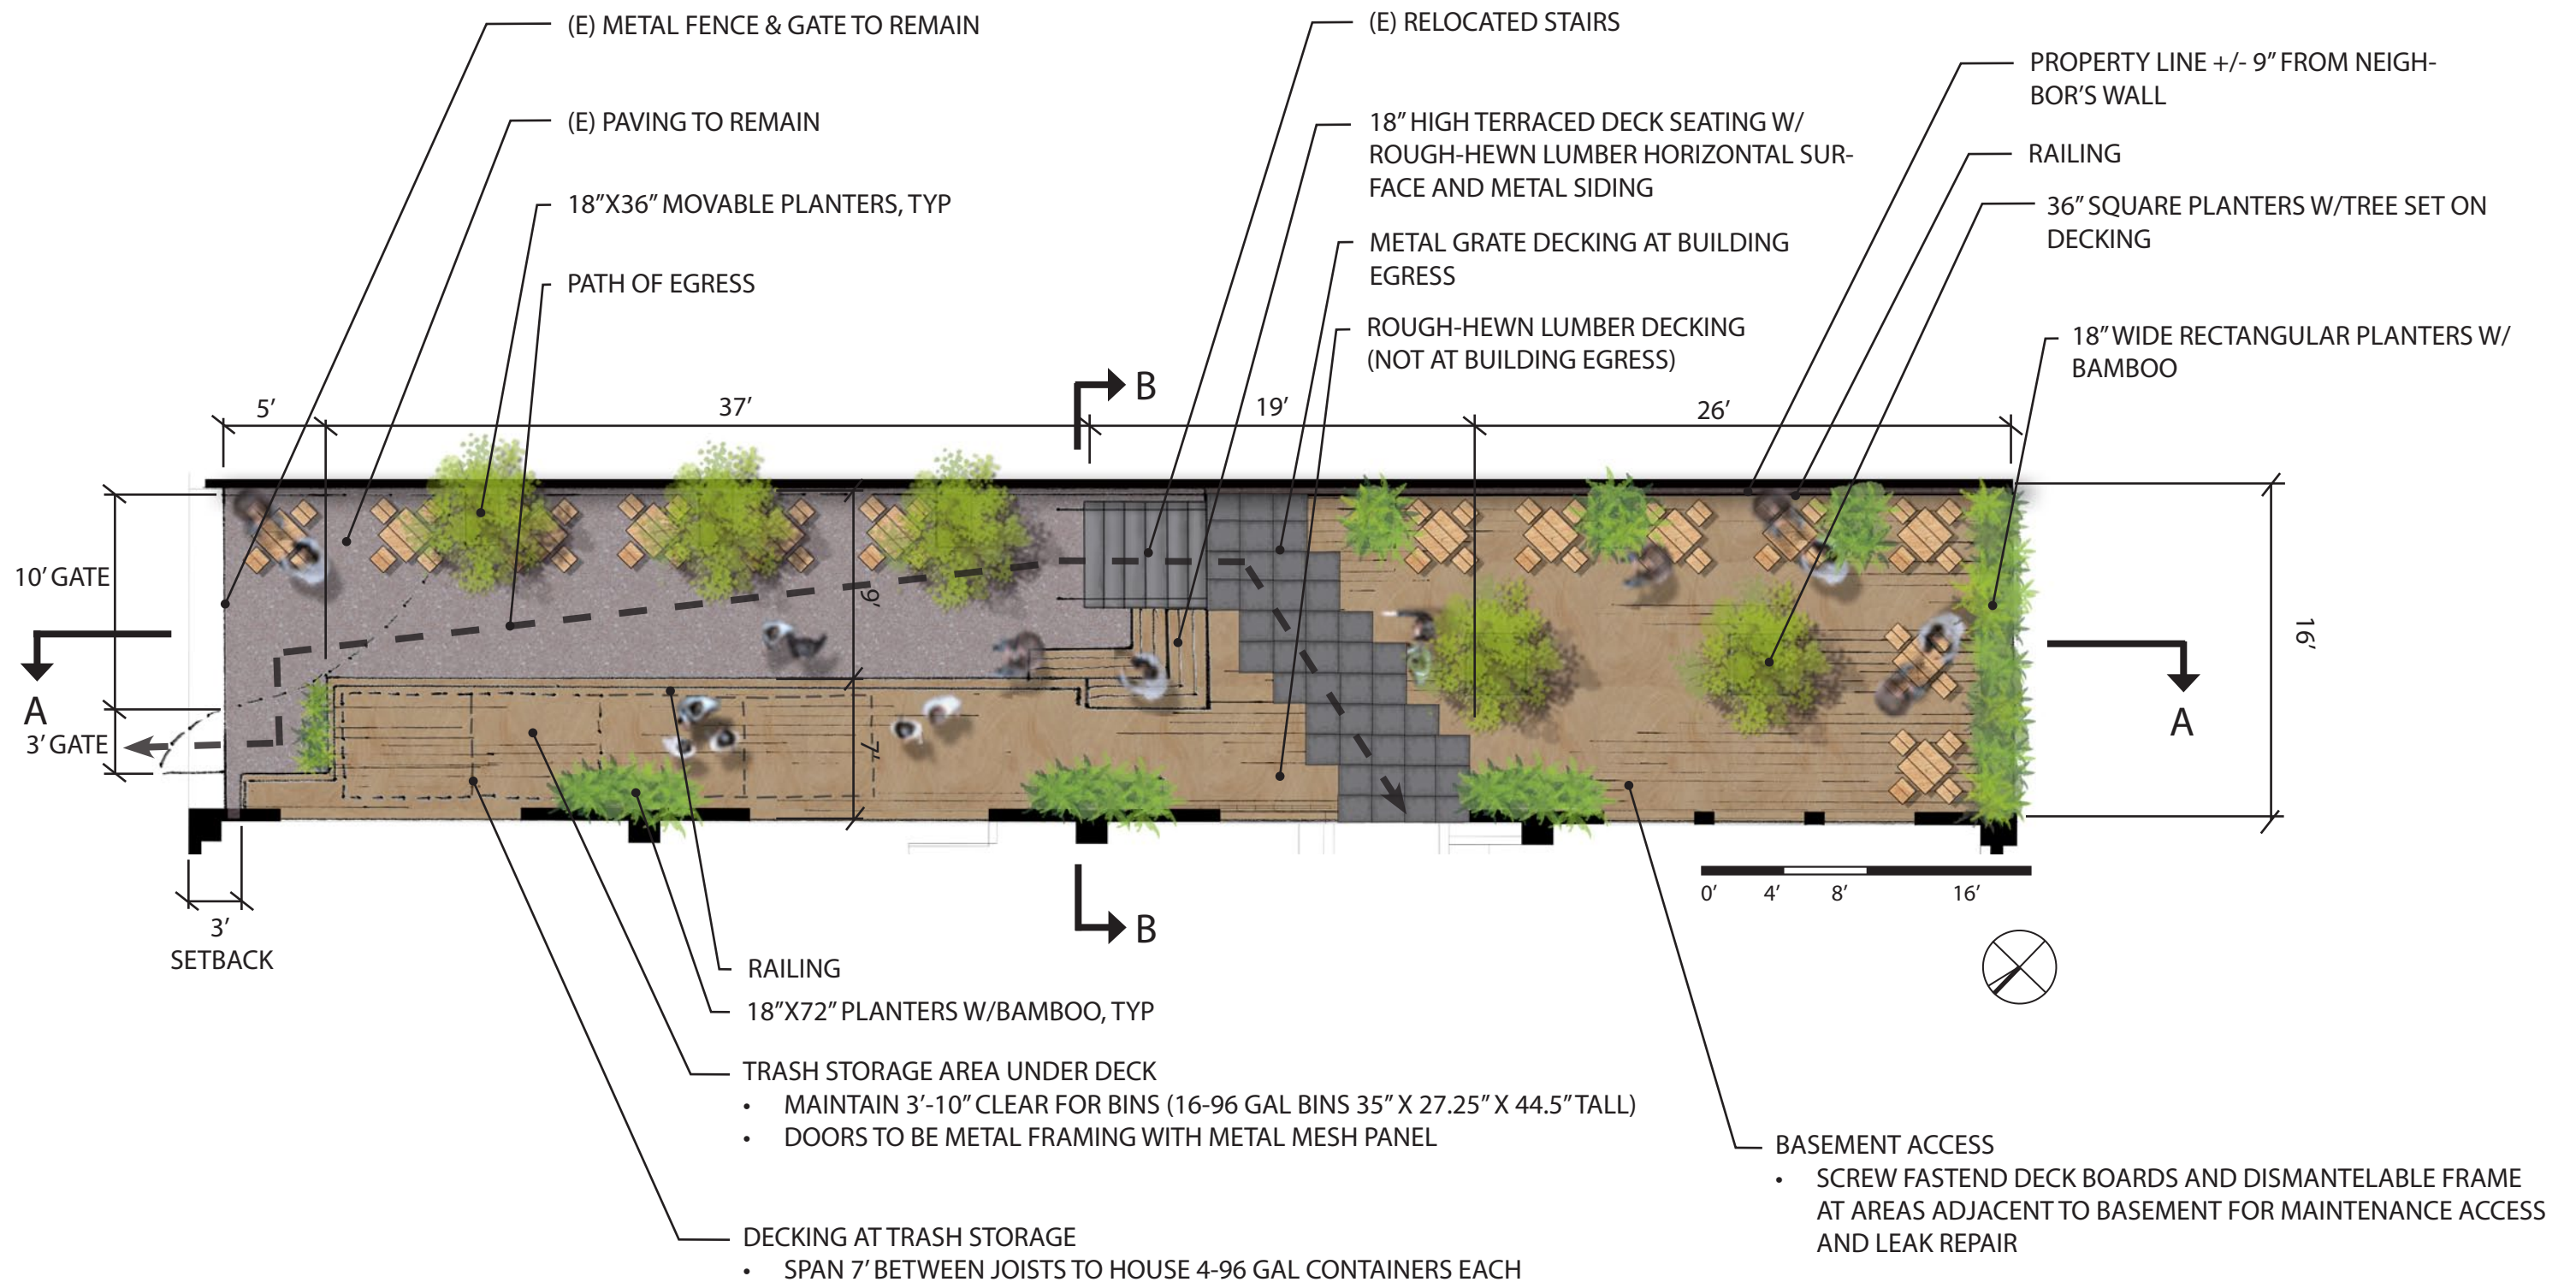 (E) METAL FENCE & GATE TO REMAIN
(E) PAVING TO REMAIN
18”X36” MOVABLE PLANTERS, TYP
PATH OF EGRESS
(E) RELOCATED STAIRS
18” HIGH TERRACED DECK SEATING W/
ROUGH-HEWN LUMBER HORIZONTAL SUR-
FACE AND METAL SIDING
METAL GRATE DECKING AT BUILDING
EGRESS
ROUGH-HEWN LUMBER DECKING
(NOT AT BUILDING EGRESS)
PROPERTY LINE +/- 9” FROM NEIGH-
BOR’S WALL
RAILING
36” SQUARE PLANTERS W/TREE SET ON
DECKING
18” WIDE RECTANGULAR PLANTERS W/
BAMBOO
B
5’
37’
19’
26’
10’ GATE
9’
16’
A
A
3’ GATE
7’
0’ 4’ 8’ 16’
3’
SETBACK
B
RAILING
18”X72” PLANTERS W/BAMBOO, TYP
TRASH STORAGE AREA UNDER DECK
• MAINTAIN 3’-10” CLEAR FOR BINS (16-96 GAL BINS 35” X 27.25” X 44.5” TALL)
• DOORS TO BE METAL FRAMING WITH METAL MESH PANEL
DECKING AT TRASH STORAGE
• SPAN 7’ BETWEEN JOISTS TO HOUSE 4-96 GAL CONTAINERS EACH
BASEMENT ACCESS
• SCREW FASTEND DECK BOARDS AND DISMANTELABLE FRAME
AT AREAS ADJACENT TO BASEMENT FOR MAINTENANCE ACCESS
AND LEAK REPAIR